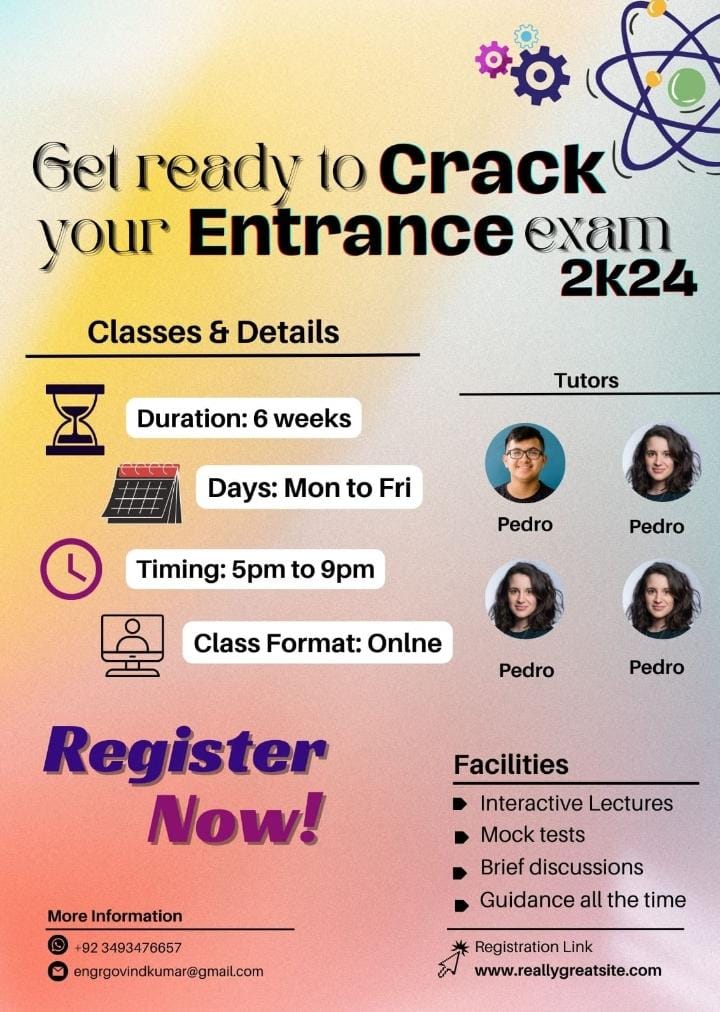 Get ready to Crack
your Entrance exam
2k24
Classes & Details
Duration: 6 weeks
Days: Mon to Fri
Timing: 5pm to 9pm
Class Format: Onlne
Tutors
Pedro
Pedro
Pedro
Pedro
Register
Now!
Facilities
Interactive Lectures
Mock tests
Brief discussions
Guidance all the time
More Information
+92 3493476657
engrgovindkumar@gmail.com
Registration Link
www.reallygreatsite.com